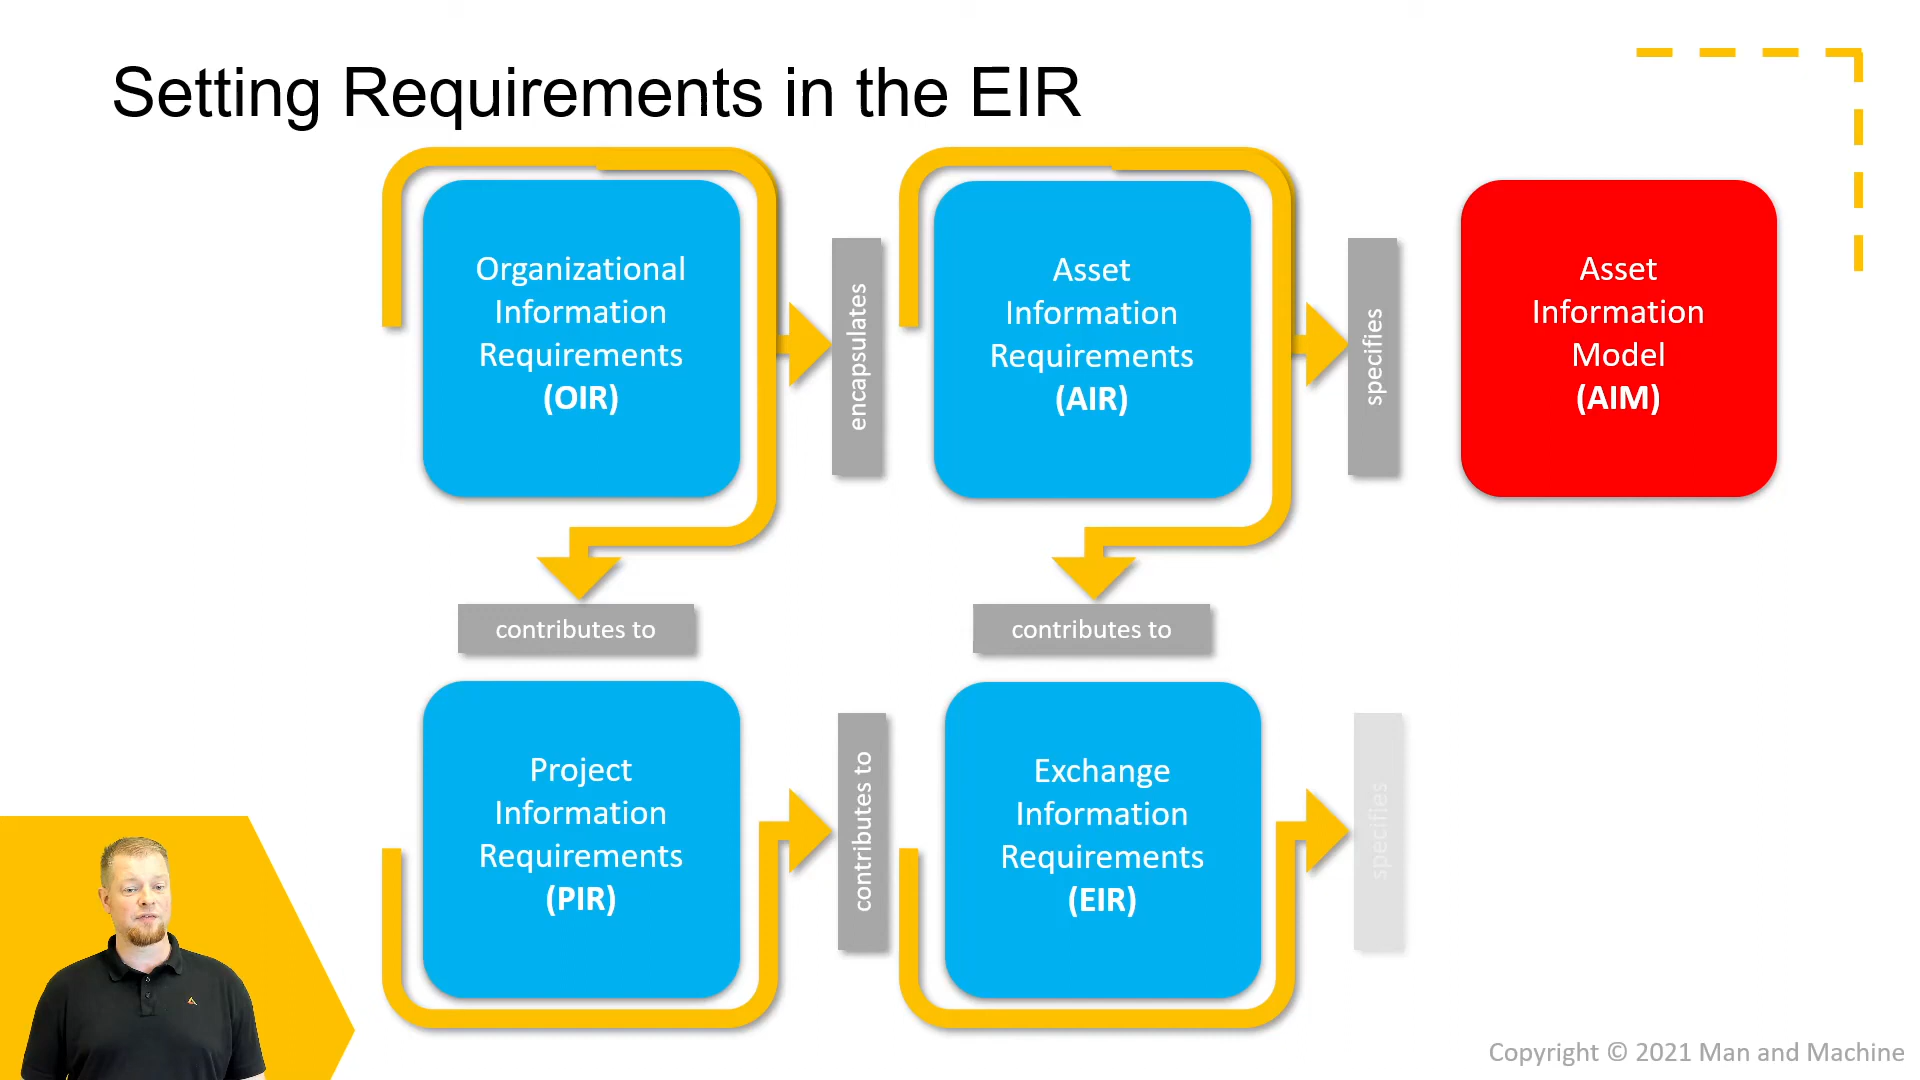 Setting Requirements in the EIR
Organizational
Information
Requirements
(OIR)
encapsulates
Asset
Information
Requirements
(AIR)
specifies
Asset
Information
Model
(AIM)
contributes to
contributes to
Project
Information
Requirements
(PIR)
contributes to
Exchange
Information
Requirements
(EIR)
specifies
Copyright © 2021 Man and Machine